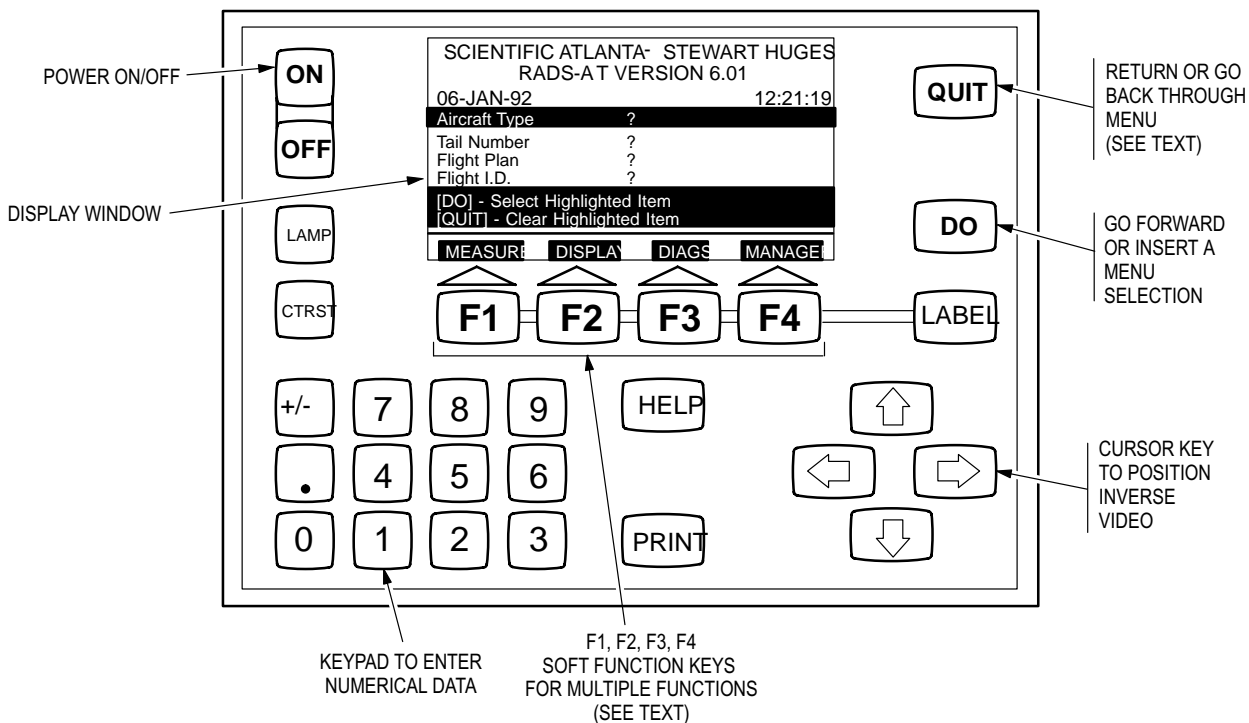 POWER ON/OFF
DISPLAY WINDOW
ON
OFF
LAMP
CTRST
SCIENTIFIC ATLANTA- STEWART HUGES
RADS-A T VERSION 6.01
06-JAN-92 12:21:19
Aircraft Type ?
Tail Number ?
Flight Plan ?
Flight I.D. ?
[DO] - Select Highlighted Item
[QUIT] - Clear Highlighted Item
MEASURE DISPLAY DIAGS MANAGE
F1 F2 F3 F4
QUIT
DO
LABEL
RETURN OR GO
BACK THROUGH
MENU
(SEE TEXT)
GO FORWARD
OR INSERT A
MENU
SELECTION
+/- 7 8 9
. 4 5 6
0 1 2 3
HELP
PRINT
CURSOR KEY
TO POSITION
INVERSE
VIDEO
KEYPAD TO ENTER
NUMERICAL DATA
F1, F2, F3, F4
SOFT FUNCTION KEYS
FOR MULTIPLE FUNCTIONS
(SEE TEXT)